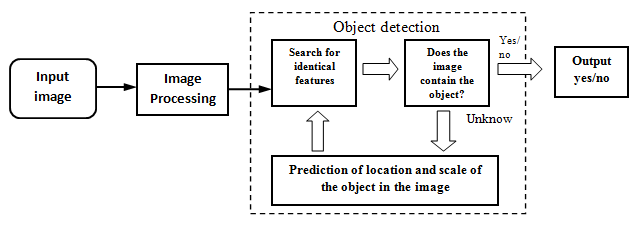 Object detection
Input
image
Image
Processing
Search for
identical
features
Does the
image
contain the
object?
Yes/
no
Output
yes/no
Unknow
Prediction of location and scale of
the object in the image